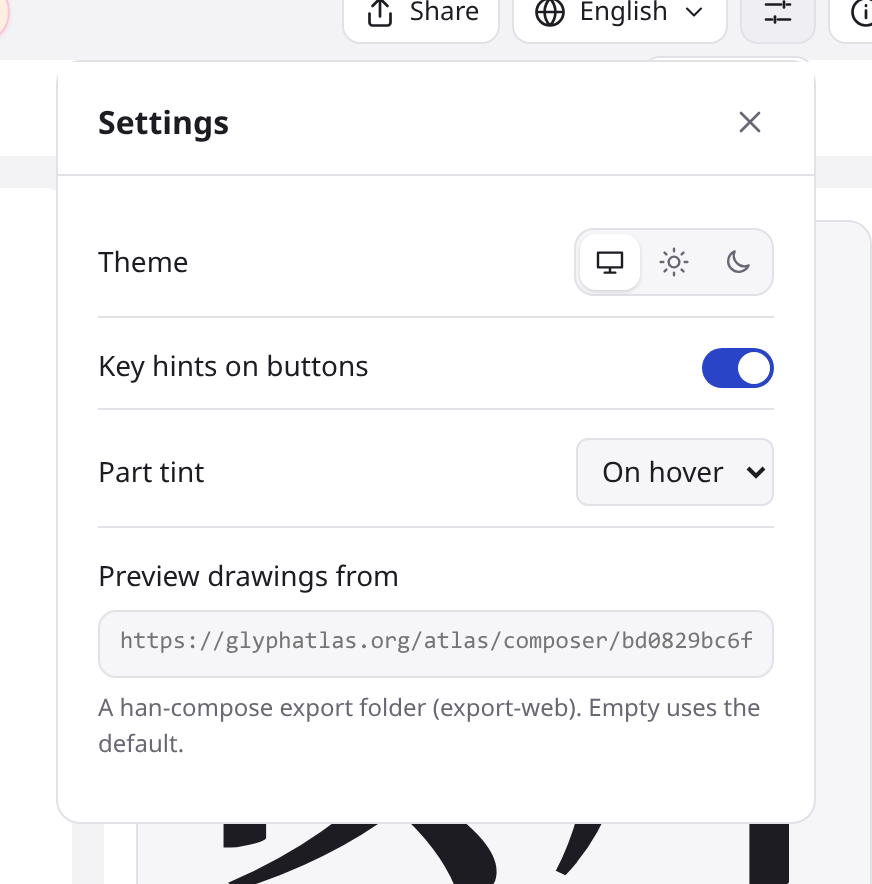 Share
English
Settings
Theme
Key hints on buttons
Part tint
On hover
Preview drawings from
https://glyphatlas.org/atlas/composer/bd0829bc6f
A han-compose export folder (export-web). Empty uses the
default.